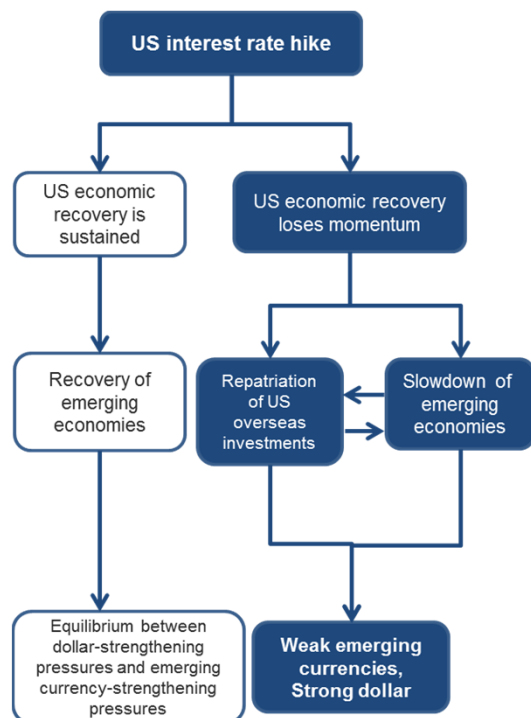 US interest rate hike
US economic
recovery is
sustained
US economic recovery
loses momentum
Recovery of
emerging
economies
Repatriation
of US
overseas
investments
Slowdown of
emerging
economies
Equilibrium between
dollar-strengthening
pressures and emerging
currency-strengthening
pressures
Weak emerging
currencies,
Strong dollar